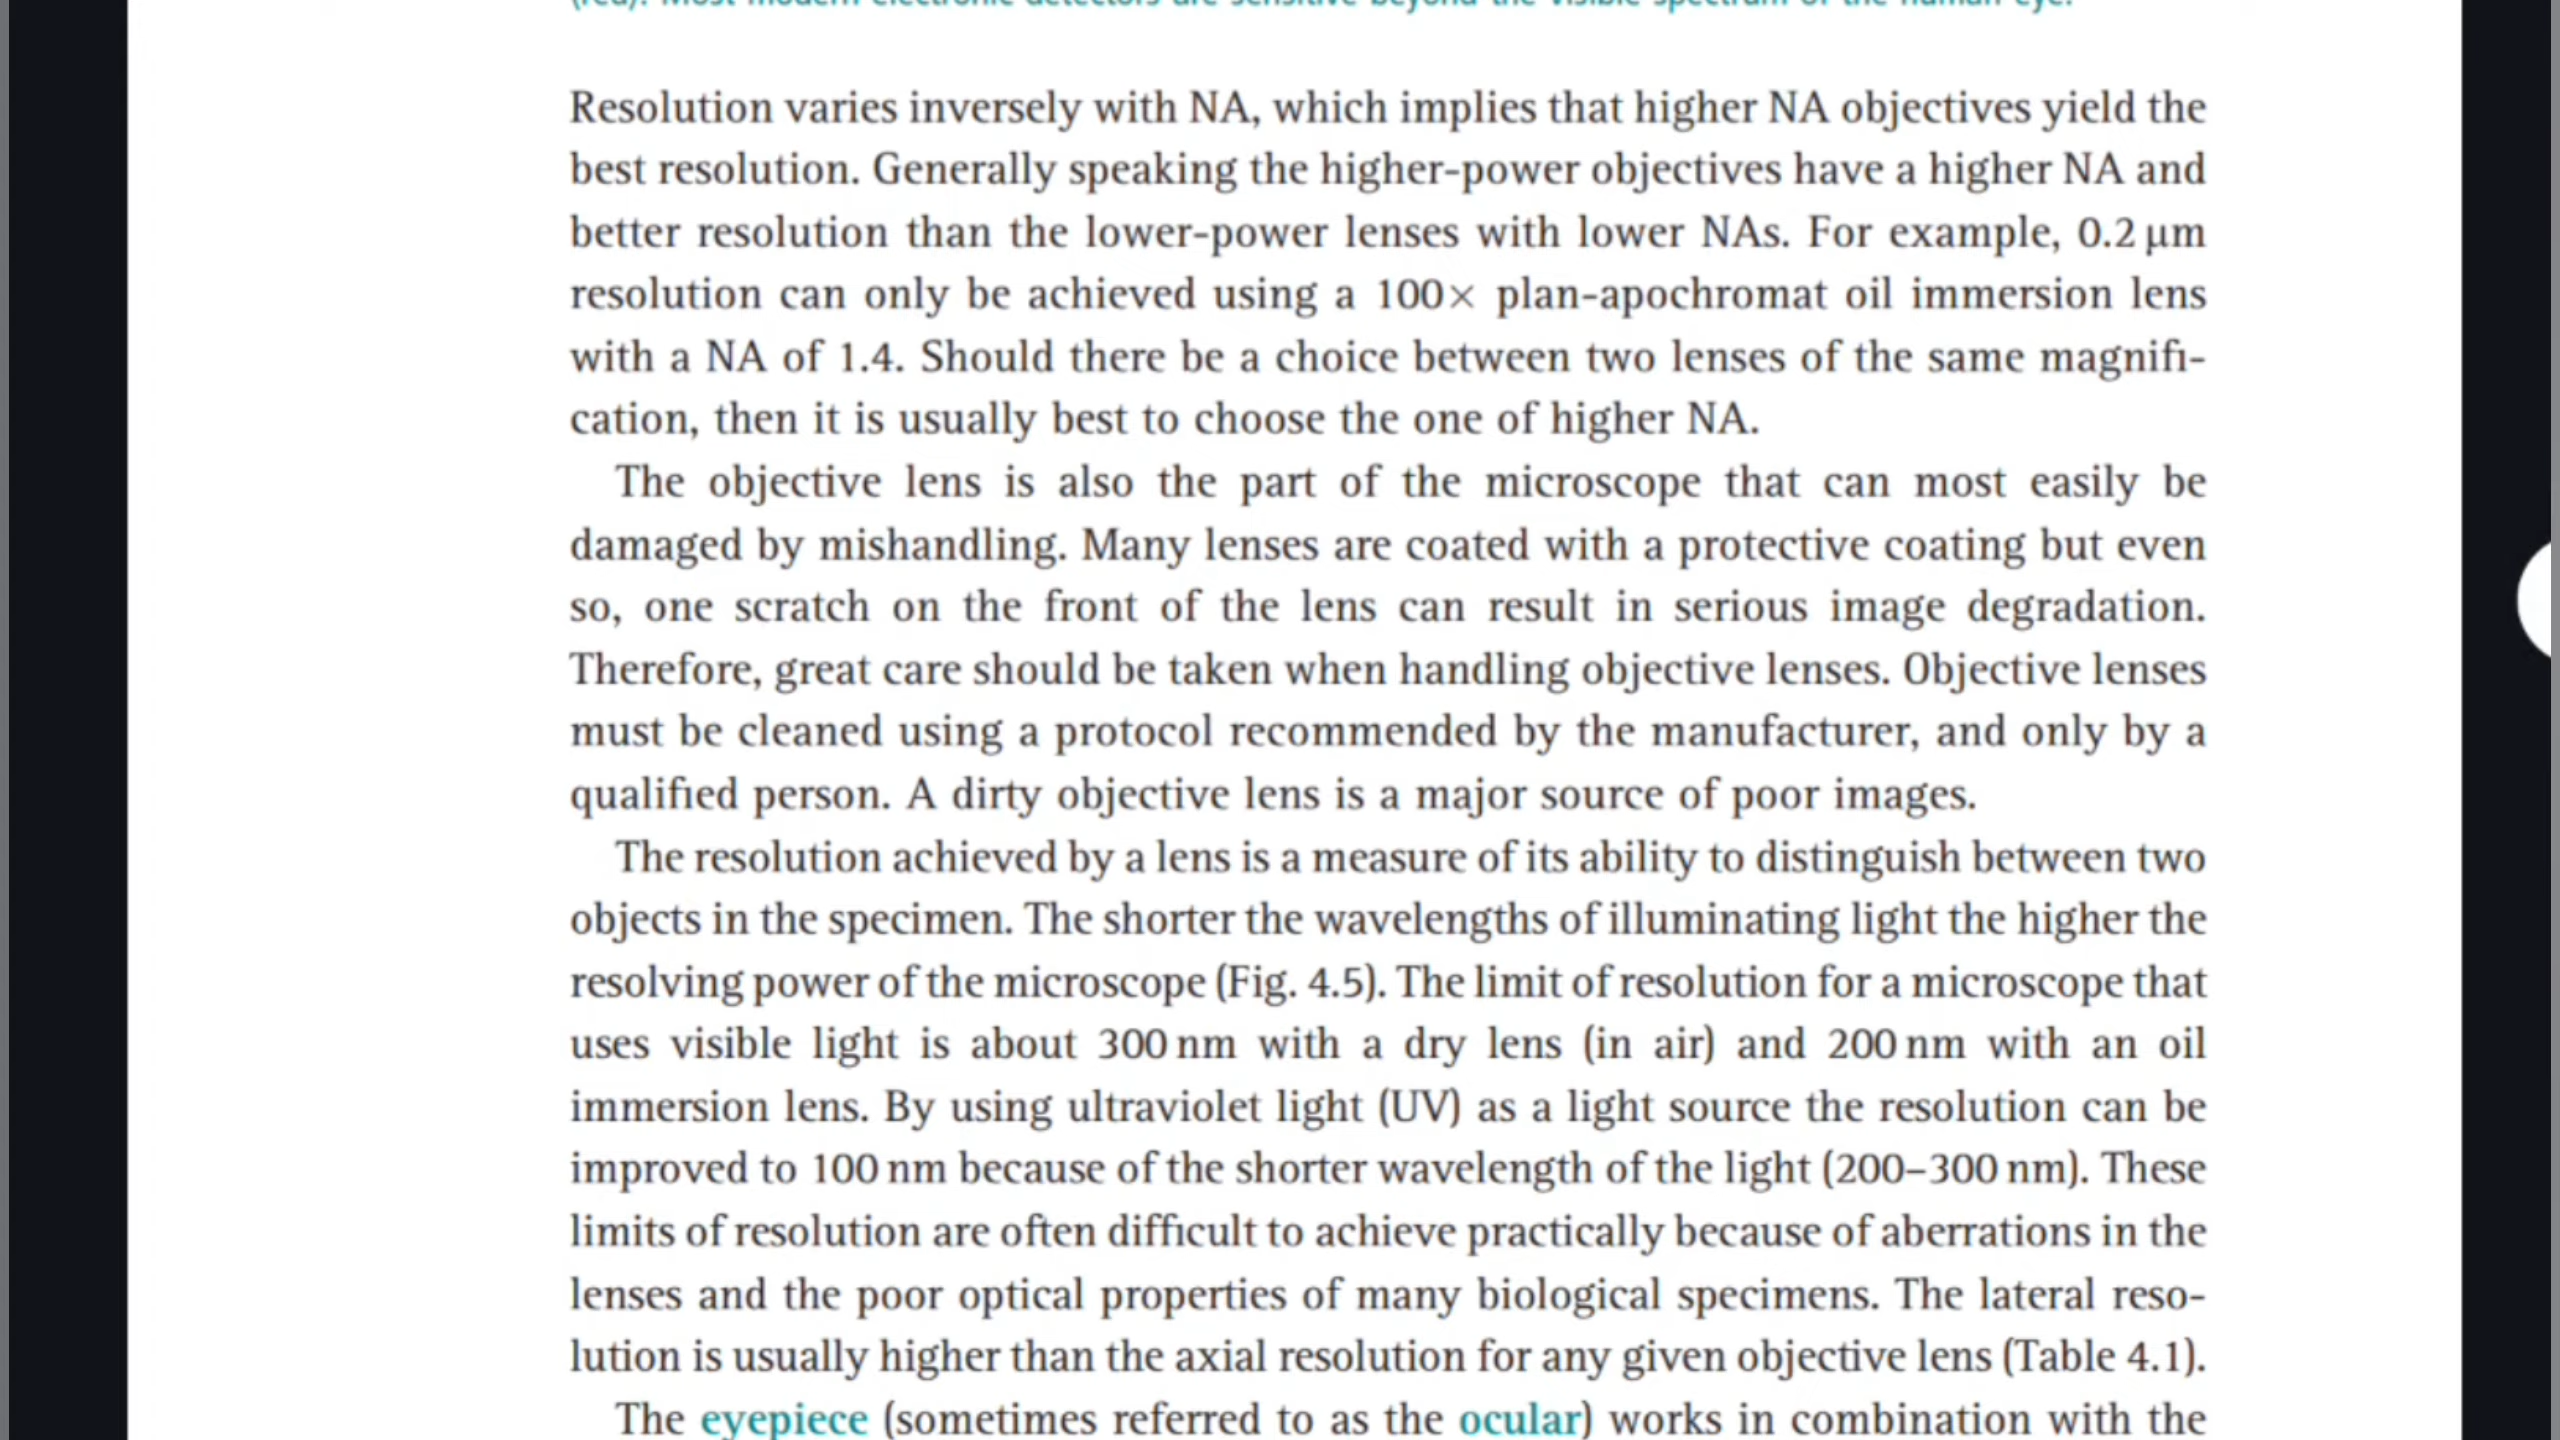 (red). Most modern electronic detectors are sensitive beyond the visible spectrum of the human eye.
Resolution varies inversely with NA, which implies that higher NA objectives yield the
best resolution. Generally speaking the higher-power objectives have a higher NA and
better resolution than the lower-power lenses with lower NAs. For example, 0.2 µm
resolution can only be achieved using a 100× plan-apochromat oil immersion lens
with a NA of 1.4. Should there be a choice between two lenses of the same magnifi-
cation, then it is usually best to choose the one of higher NA.
The objective lens is also the part of the microscope that can most easily be
damaged by mishandling. Many lenses are coated with a protective coating but even
so, one scratch on the front of the lens can result in serious image degradation.
Therefore, great care should be taken when handling objective lenses. Objective lenses
must be cleaned using a protocol recommended by the manufacturer, and only by a
qualified person. A dirty objective lens is a major source of poor images.
The resolution achieved by a lens is a measure of its ability to distinguish between two
objects in the specimen. The shorter the wavelengths of illuminating light the higher the
resolving power of the microscope (Fig. 4.5). The limit of resolution for a microscope that
uses visible light is about 300 nm with a dry lens (in air) and 200 nm with an oil
immersion lens. By using ultraviolet light (UV) as a light source the resolution can be
improved to 100 nm because of the shorter wavelength of the light (200–300 nm). These
limits of resolution are often difficult to achieve practically because of aberrations in the
lenses and the poor optical properties of many biological specimens. The lateral reso-
lution is usually higher than the axial resolution for any given objective lens (Table 4.1).
The eyepiece (sometimes referred to as the ocular) works in combination with the